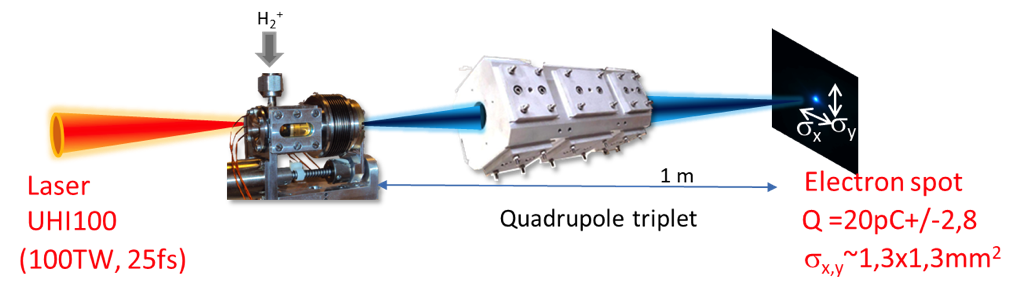 H₂⁺
σx
σy
1 m
Laser
UHI100
(100TW, 25fs)
Quadrupole triplet
Electron spot
Q =20pC+/-2,8
σx,y~1,3x1,3mm²